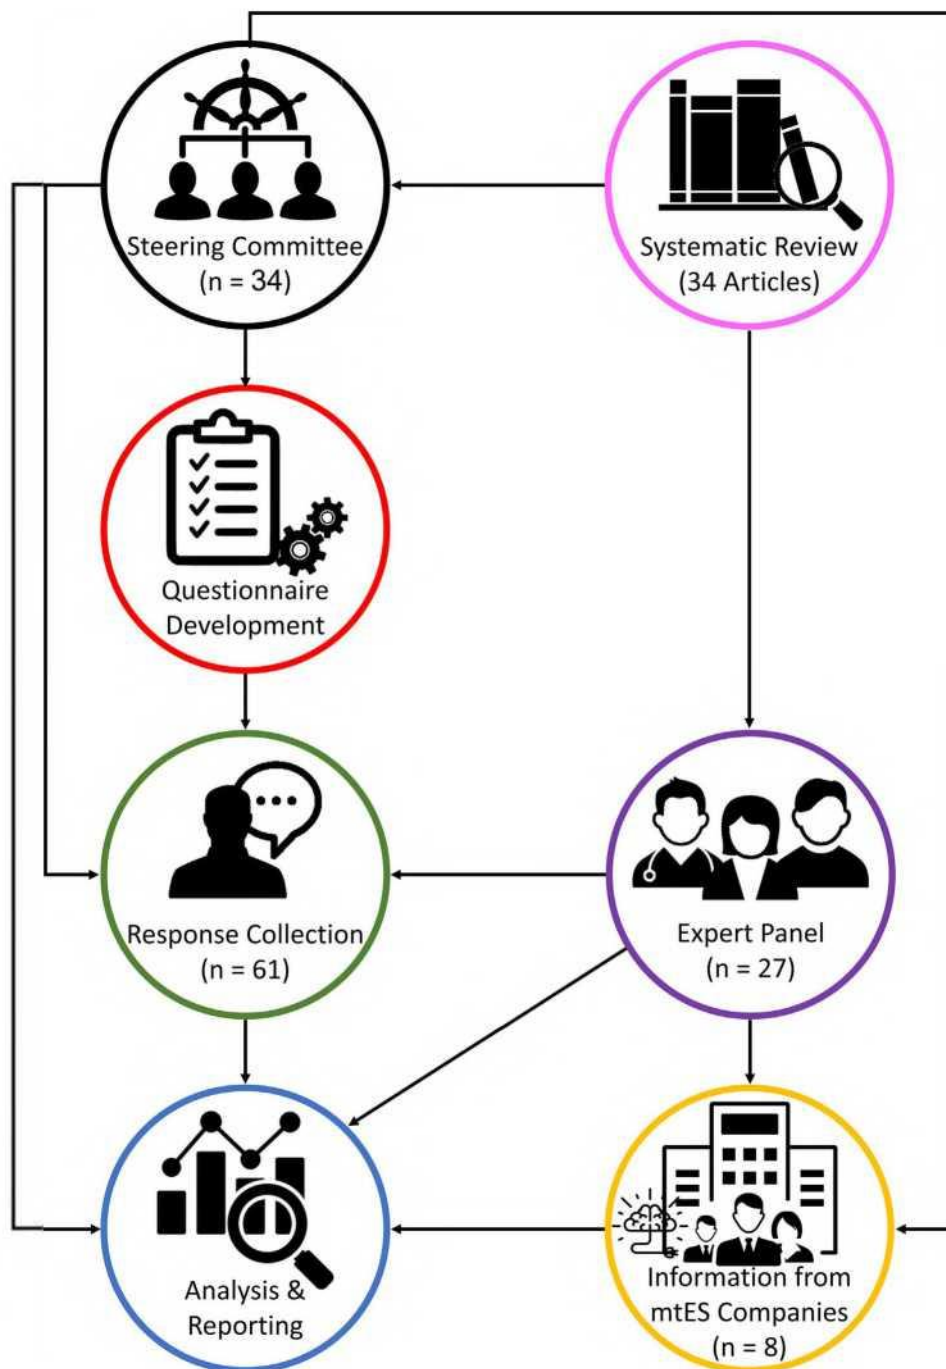 Steering Committee
(n = 34)
Systematic Review
(34 Articles)
Questionnaire
Development
Response Collection
(n = 61)
Expert Panel
(n = 27)
Analysis &
Reporting
Information from
mtES Companies
(n = 8)